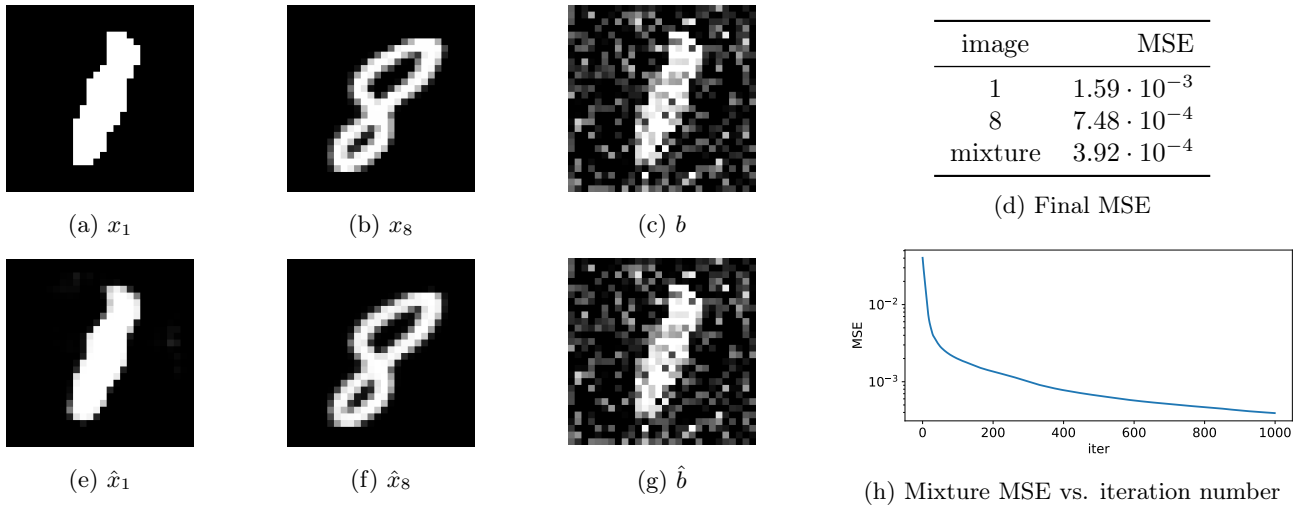 (a) x₁
(b) x₈
(c) b
image MSE
1 1.59 · 10⁻³
8 7.48 · 10⁻⁴
mixture 3.92 · 10⁻⁴
(d) Final MSE
(e) x̂₁
(f) x̂₈
(g) b̂
MSE
10⁻²
10⁻³
0 200 400 600 800 1000
iter
(h) Mixture MSE vs. iteration number